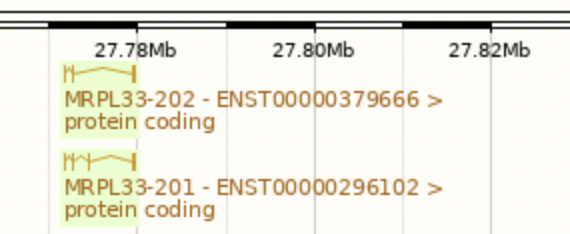 27.78Mb 27.80Mb 27.82Mb
MRPL33-202 - ENST00000379666 >
protein coding
MRPL33-201 - ENST00000296102 >
protein coding